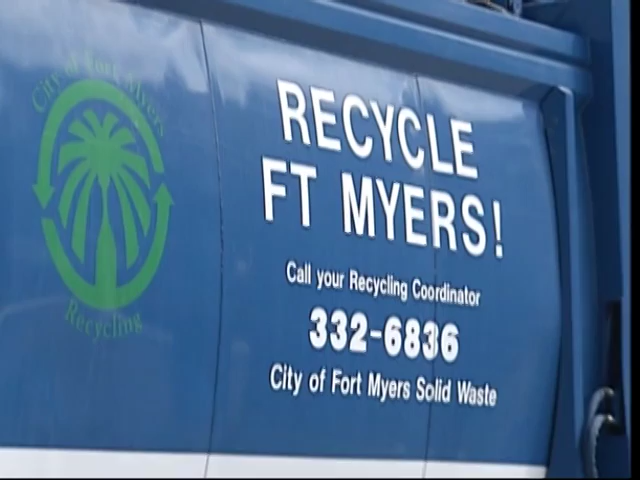 City of Fort Myers
Recycling
RECYCLE
FT MYERS!
Call your Recycling Coordinator
332-6836
City of Fort Myers Solid Waste